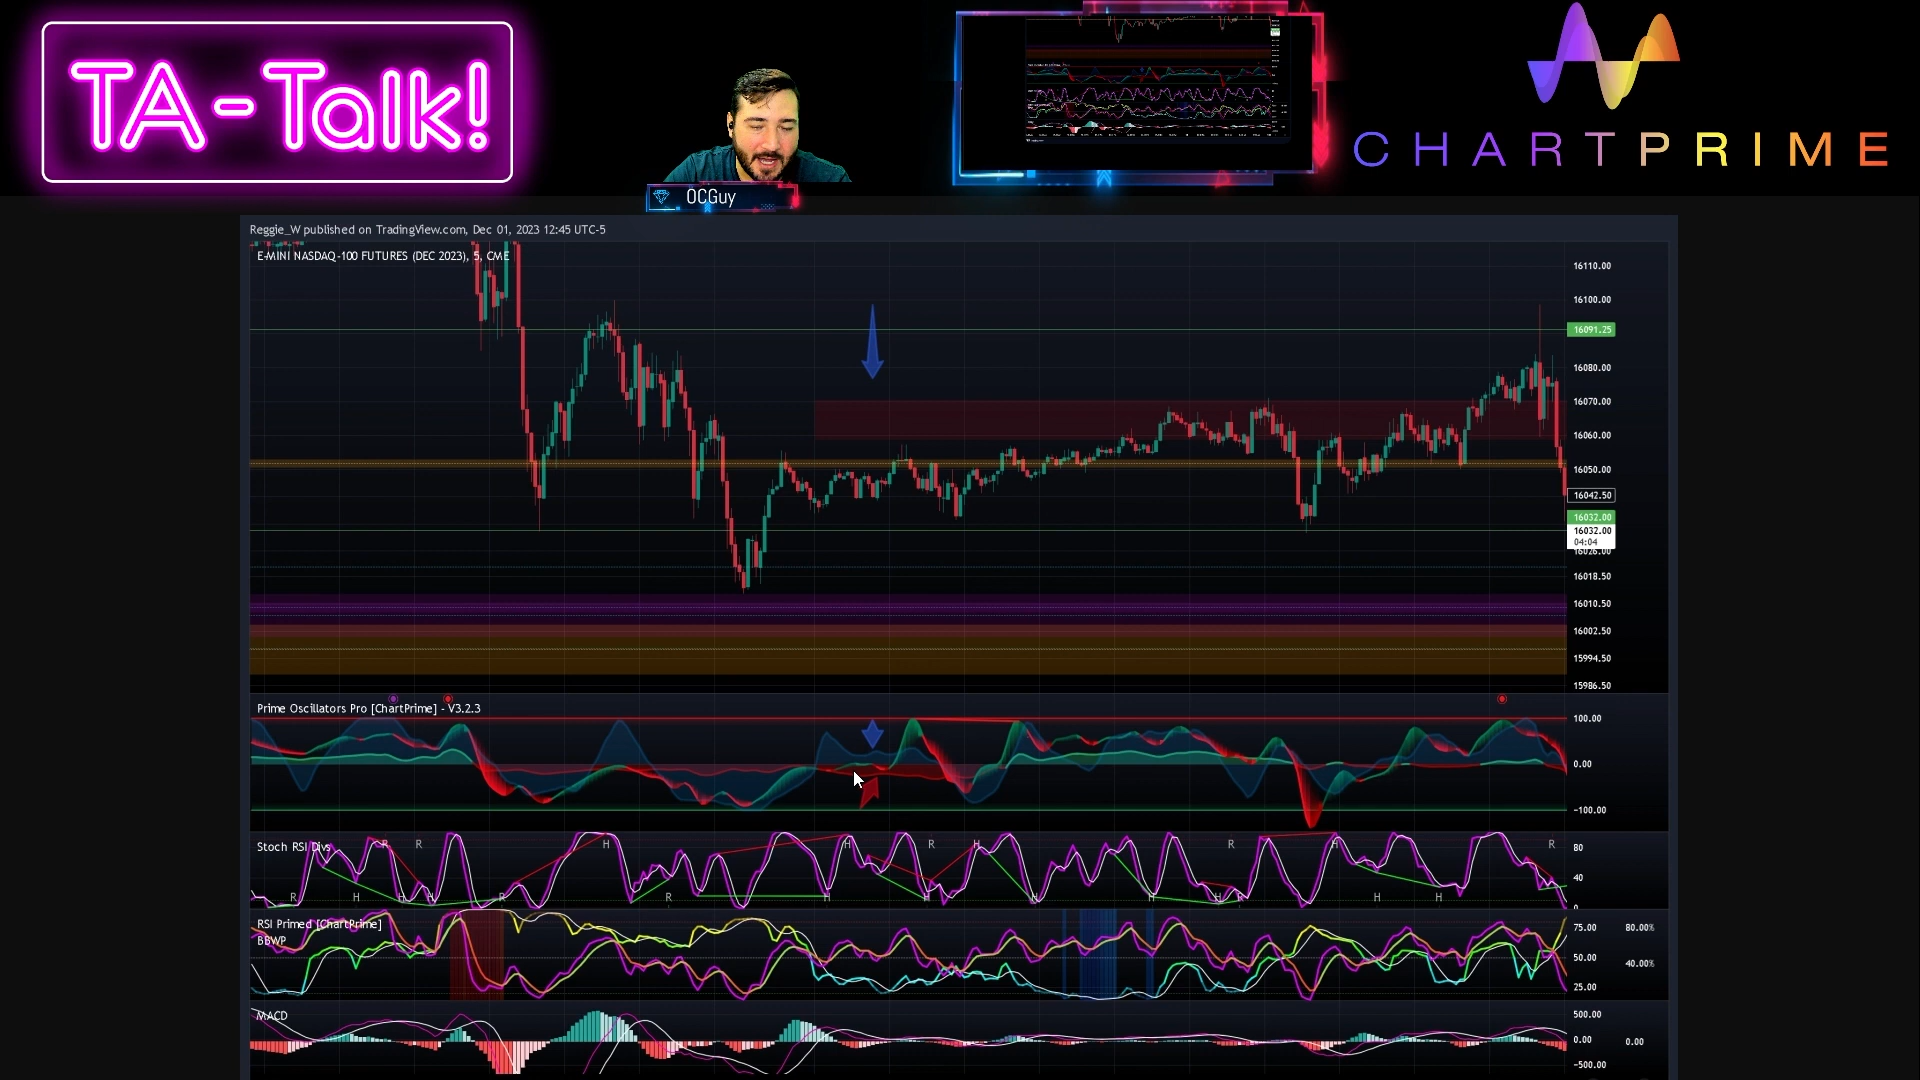 TA-Talk!
OCGuy
CHARTPRIME
Reggie_W published on TradingView.com, Dec 01, 2023 12:45 UTC-5
E-MINI NASDAQ-100 FUTURES (DEC 2023), 5, CME
16110.00
16100.00
16091.25
16080.00
16070.00
16060.00
16050.00
16042.50
16032.00
16032.00
04:04
16026.00
16018.50
16010.50
16002.50
15994.50
15986.50
Prime Oscillators Pro [ChartPrime] - V3.2.3
100.00
0.00
-100.00
Stoch RSI Divs
R R H H R H R H R
80
40
0
R H H H R R H H H H H R H H
RSI Primed [ChartPrime]
BBWP
75.00 80.00%
50.00 40.00%
25.00
MACD
500.00
0.00 0.00
-500.00